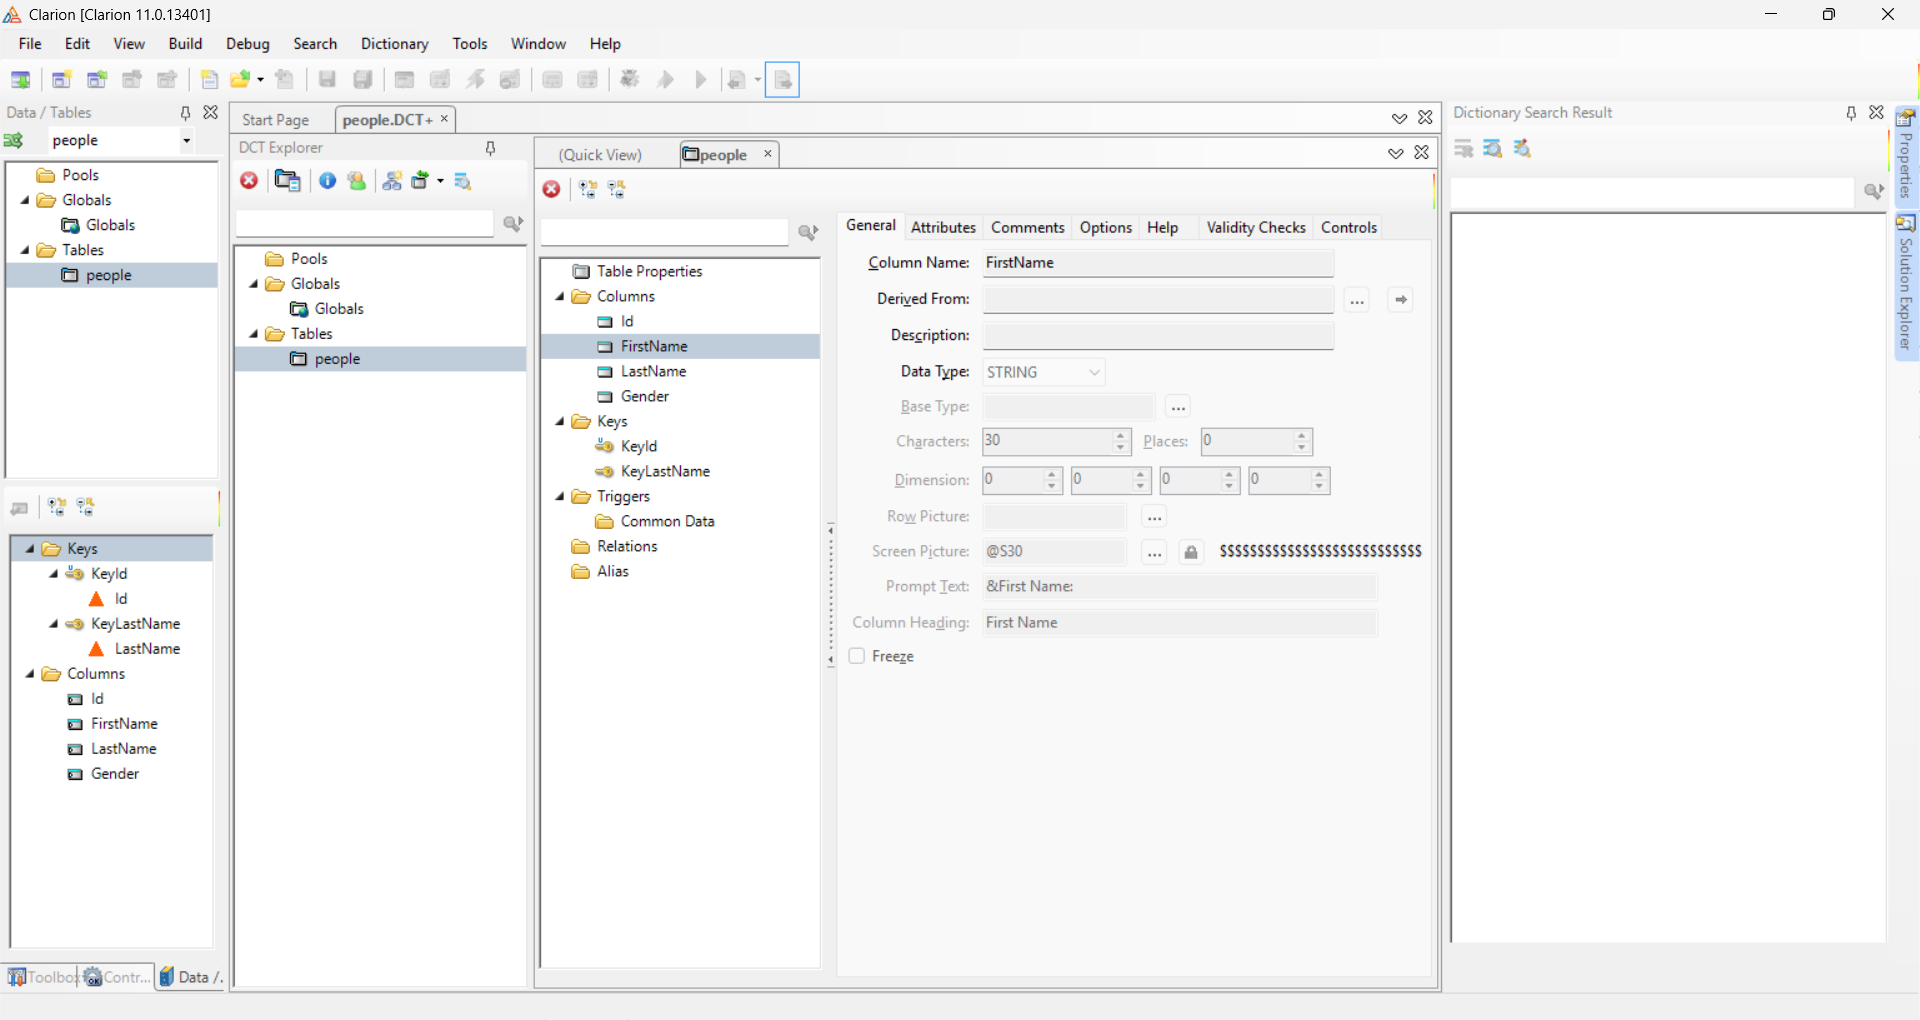 Clarion [Clarion 11.0.13401]
File Edit View Build Debug Search Dictionary Tools Window Help
Data / Tables
people
Pools
Globals
Globals
Tables
people
Keys
KeyId
Id
KeyLastName
LastName
Columns
Id
FirstName
LastName
Gender
Toolbox Contr... Data /.
Start Page people.DCT+
DCT Explorer
Pools
Globals
Globals
Tables
people
(Quick View) people
Table Properties
Columns
Id
FirstName
LastName
Gender
Keys
KeyId
KeyLastName
Triggers
Common Data
Relations
Alias
General Attributes Comments Options Help Validity Checks Controls
Column Name: FirstName
Derived From: ...
Description:
Data Type: STRING
Base Type: ...
Characters: 30 Places: 0
Dimension: 0 0 0 0
Row Picture: ...
Screen Picture: @S30 ... SSSSSSSSSSSSSSSSSSSSSSSSSSS
Prompt Text: &First Name:
Column Heading: First Name
Freeze
Dictionary Search Result
Properties
Solution Explorer